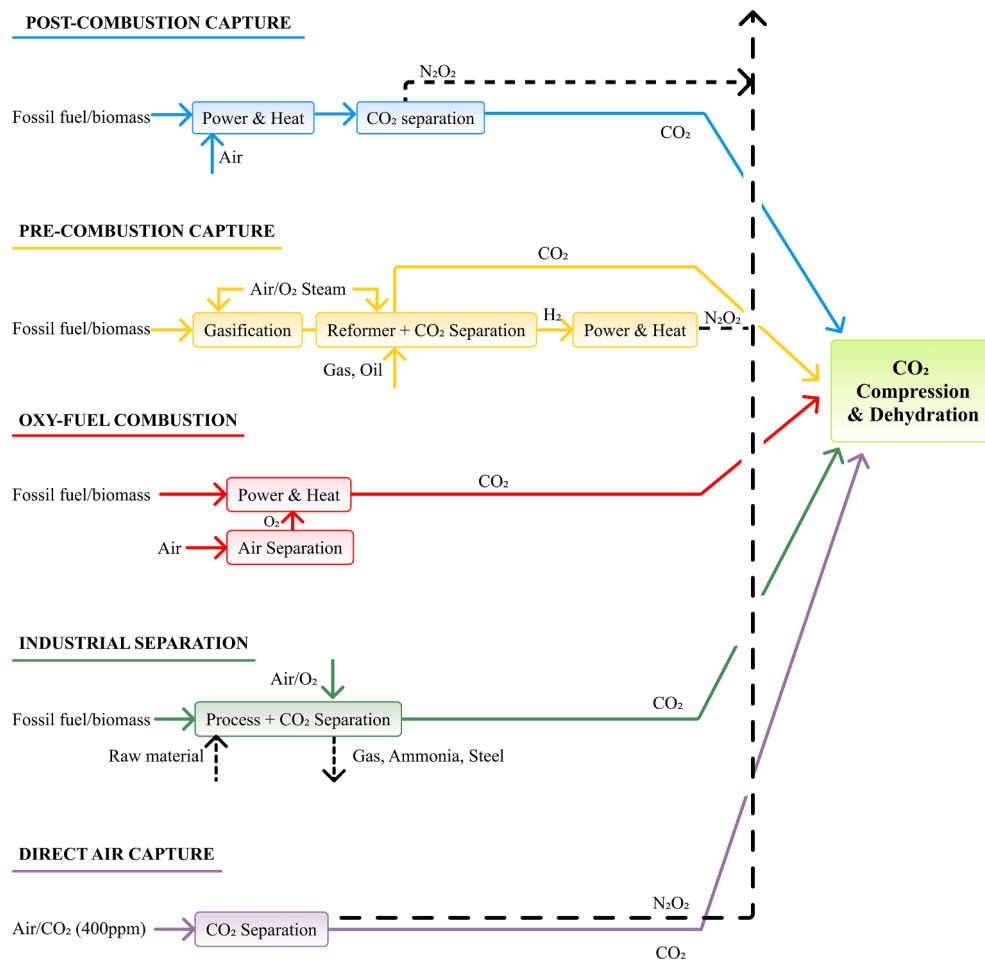 POST-COMBUSTION CAPTURE
N₂O₂
Fossil fuel/biomass
Power & Heat
CO₂ separation
CO₂
Air
PRE-COMBUSTION CAPTURE
CO₂
Air/O₂ Steam
Fossil fuel/biomass
Gasification
Reformer + CO₂ Separation
H₂
Power & Heat
N₂O₂
Gas, Oil
CO₂
Compression
& Dehydration
OXY-FUEL COMBUSTION
CO₂
Fossil fuel/biomass
Power & Heat
O₂
Air
Air Separation
INDUSTRIAL SEPARATION
Air/O₂
CO₂
Fossil fuel/biomass
Process + CO₂ Separation
Raw material
Gas, Ammonia, Steel
DIRECT AIR CAPTURE
N₂O₂
Air/CO₂ (400ppm)
CO₂ Separation
CO₂